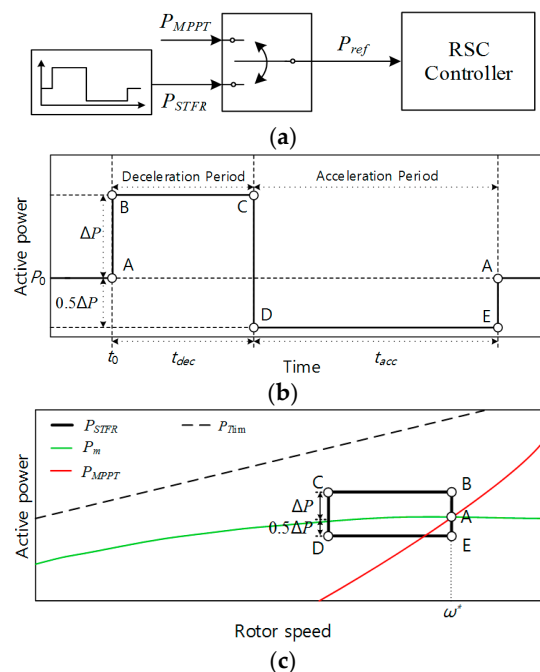 P_MPPT
P_STFR
P_ref
RSC
Controller
(a)
Active power
Deceleration Period
Acceleration Period
B
C
ΔP
A
A
P_0
0.5ΔP
D
E
t_0
t_dec
Time
t_acc
(b)
Active power
P_STFR
P_Tlim
P_m
P_MPPT
C
B
ΔP
A
0.5ΔP
D
E
ω*
Rotor speed
(c)